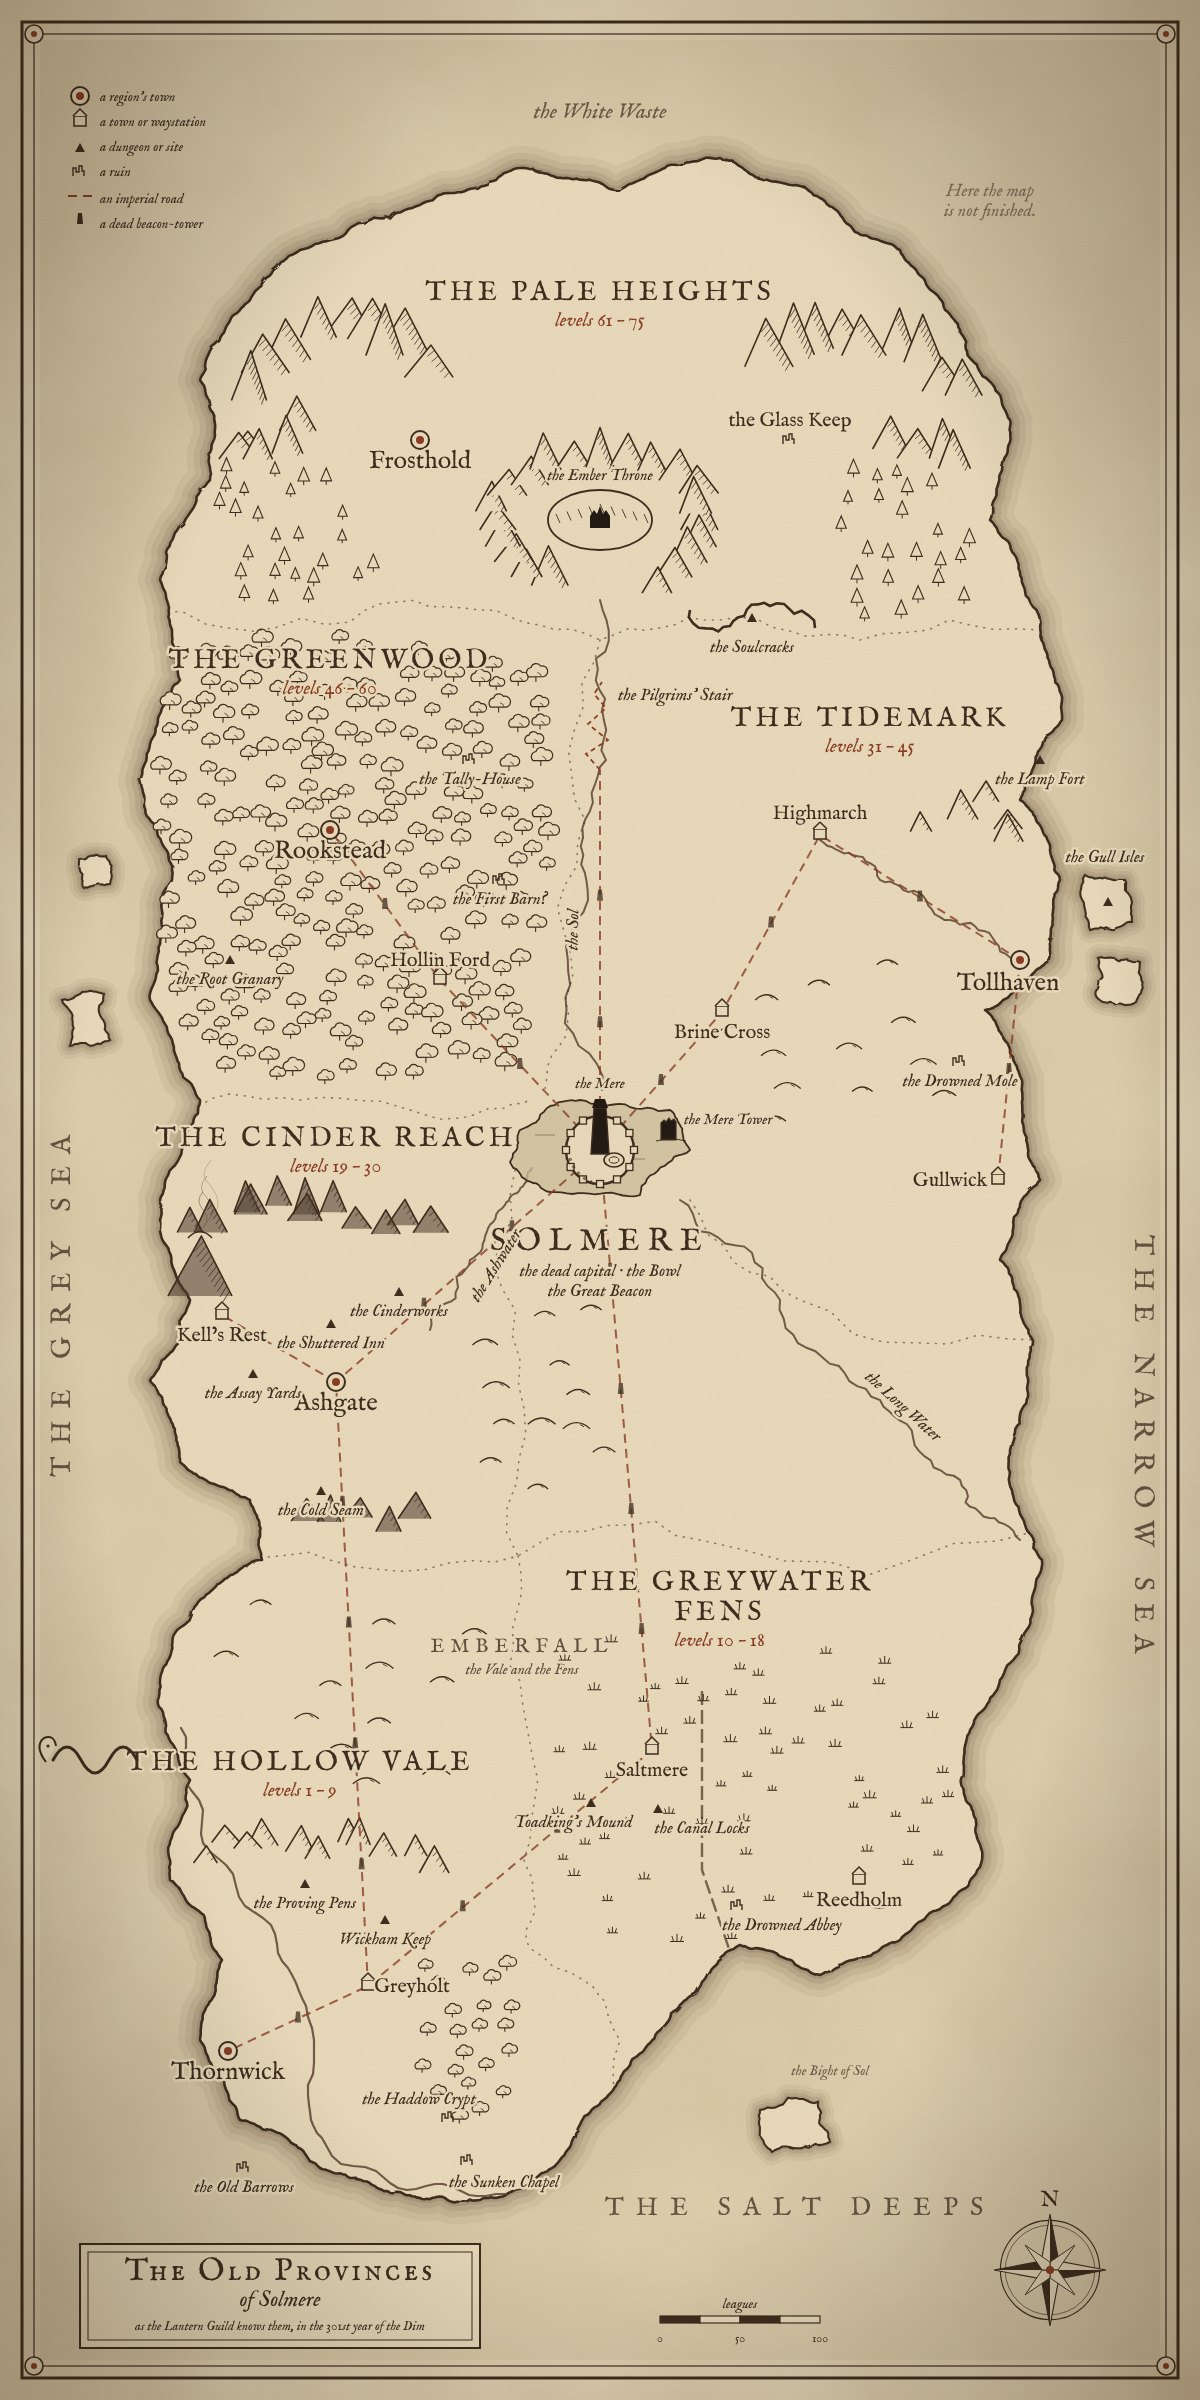 a region's town
a town or waystation
a dungeon or site
a ruin
an imperial road
a dead beacon-tower
the White Waste
Here the map
is not finished.
THE PALE HEIGHTS
levels 61 – 75
the Glass Keep
Frosthold
the Ember Throne
the Soulcracks
THE GREENWOOD
levels 46 – 60
the Pilgrims' Stair
THE TIDEMARK
levels 31 – 45
the Tally-House
the Lamp Fort
Highmarch
Rookstead
the Gull Isles
the First Barn?
the Sol
Hollin Ford
the Root Granary
Tollhaven
Brine Cross
the Drowned Mole
the Mere
the Mere Tower
THE CINDER REACH
levels 19 – 30
Gullwick
SOLMERE
the dead capital · the Bowl
the Great Beacon
the Ashwater
THE GREY SEA
THE NARROW SEA
the Cinderworks
Kell's Rest
the Shuttered Inn
the Assay Yards
Ashgate
the Long Water
the Cold Seam
THE GREYWATER
FENS
levels 10 – 18
EMBERFALL
the Vale and the Fens
THE HOLLOW VALE
levels 1 – 9
Saltmere
Toadking's Mound
the Canal Locks
the Proving Pens
Reedholm
the Drowned Abbey
Wickham Keep
Greyholt
Thornwick
the Haddow Crypt
the Bight of Sol
the Old Barrows
the Sunken Chapel
THE SALT DEEPS
N
The Old Provinces
of Solmere
as the Lantern Guild knows them, in the 301st year of the Dim
leagues
0 50 100